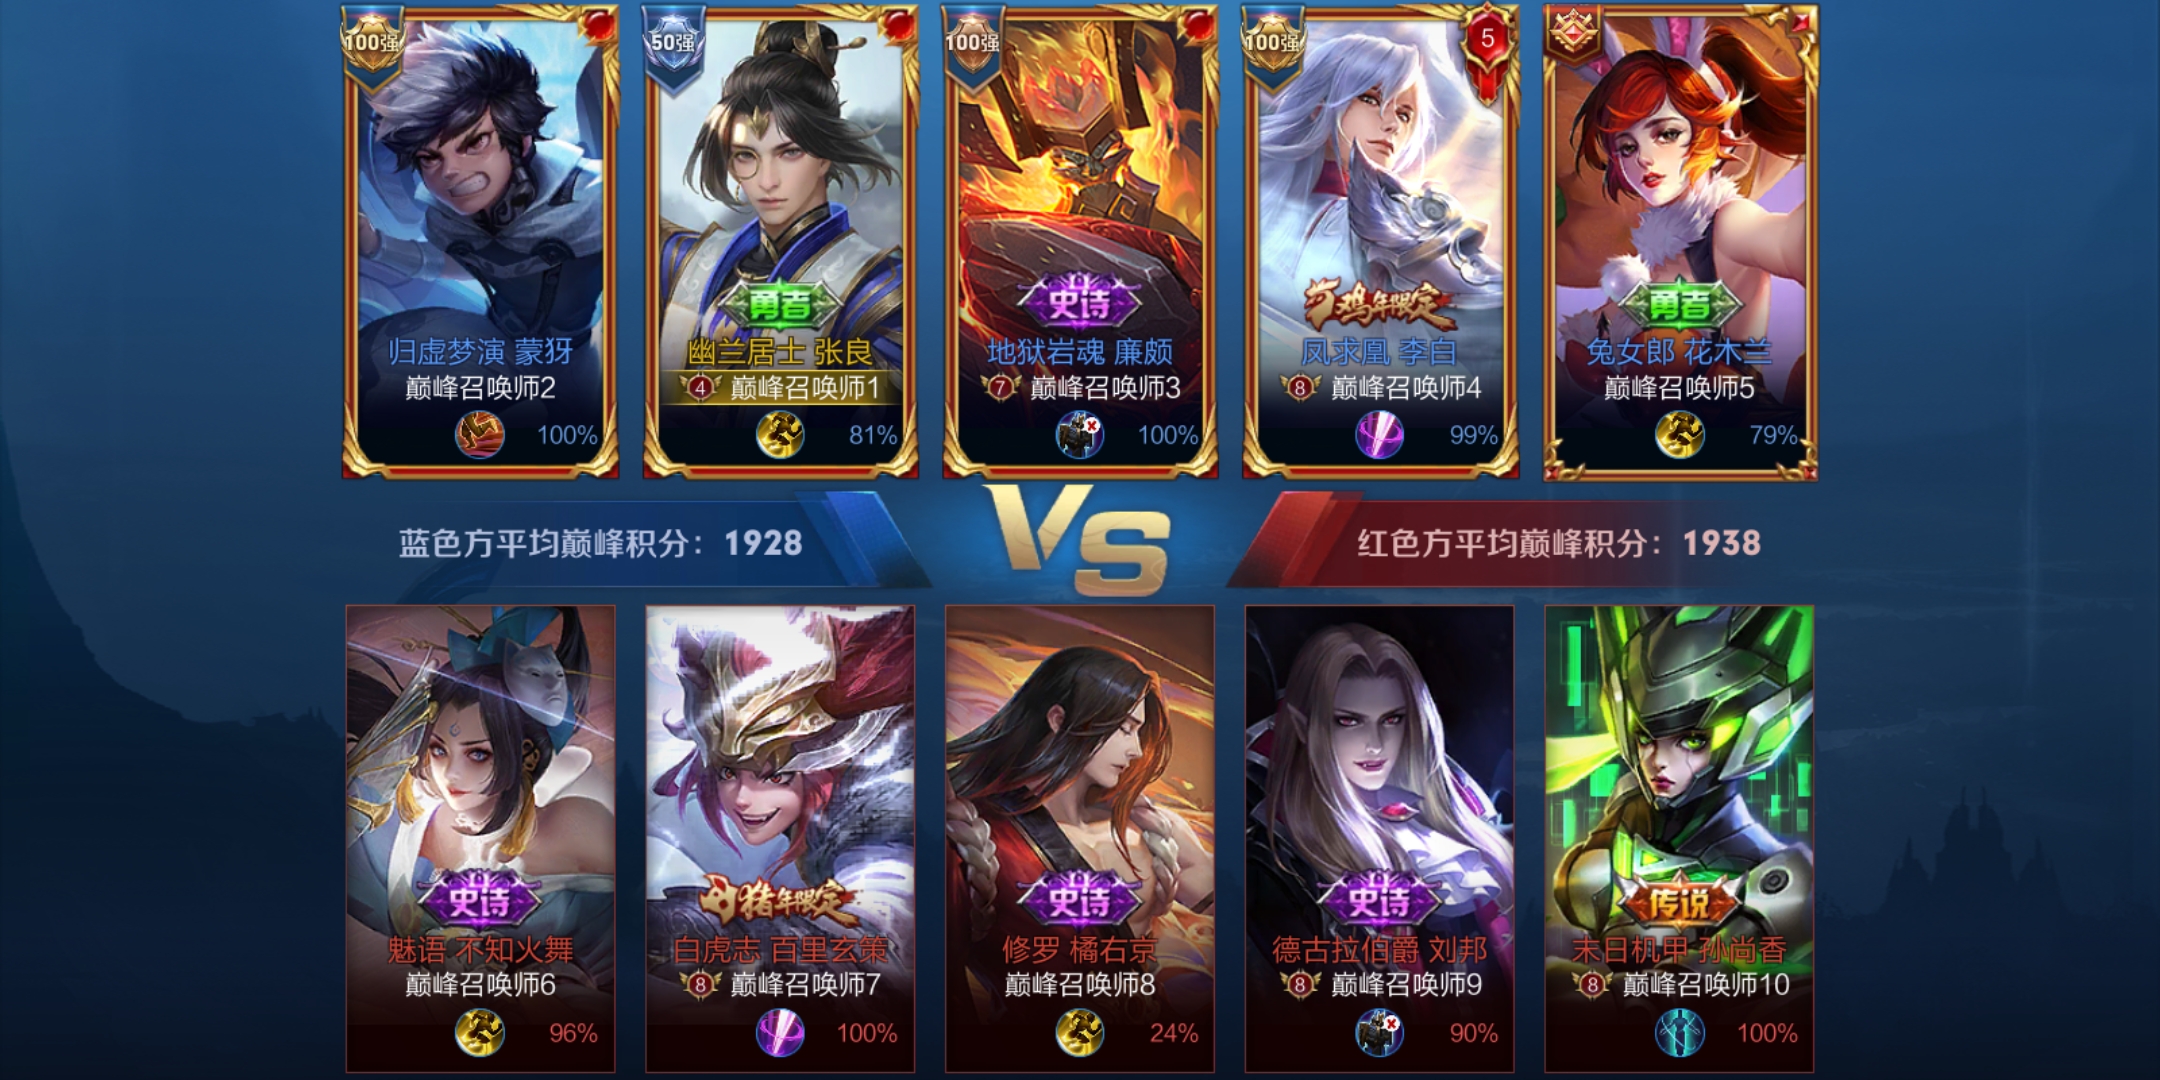 100强
50强
100强
100强
5
勇者
史诗
鸡年限定
勇者
归虚梦演 蒙犽
幽兰居士 张良
地狱岩魂 廉颇
凤求凰 李白
兔女郎 花木兰
巅峰召唤师2
4 巅峰召唤师1
7 巅峰召唤师3
8 巅峰召唤师4
巅峰召唤师5
100%
81%
100%
99%
79%
蓝色方平均巅峰积分：1928
VS
红色方平均巅峰积分：1938
史诗
猪年限定
史诗
史诗
传说
魅语 不知火舞
白虎志 百里玄策
修罗 橘右京
德古拉伯爵 刘邦
末日机甲 孙尚香
巅峰召唤师6
8 巅峰召唤师7
巅峰召唤师8
8 巅峰召唤师9
8 巅峰召唤师10
96%
100%
24%
90%
100%